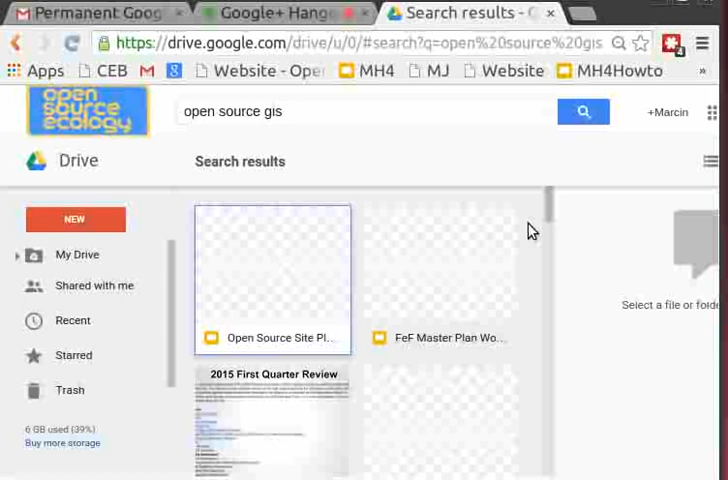 Permanent Goog
Google+ Hang
Search results - G
https://drive.google.com/drive/u/0/#search?q=open%20source%20gis
Apps CEB Website - Ope MH4 MJ Website MH4Howto »
open source ecology
open source gis
+Marcin
Drive
Search results
NEW
My Drive
Shared with me
Recent
Starred
Trash
6 GB used (39%)
Buy more storage
Open Source Site Pl...
FeF Master Plan Wo...
2015 First Quarter Review
Select a file or folde